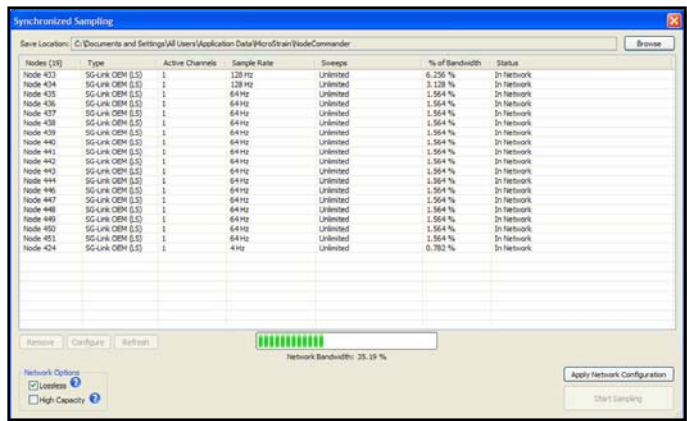 Synchronized Sampling
Save Location: C:\Documents and Settings\All Users\Application Data\MicroStrain\NodeCommander Browse
Nodes (19) Type Active Channels Sample Rate Sweeps % of Bandwidth Status
Node 433 SG-Link OEM (LS) 1 128 Hz Unlimited 6.256 % In Network
Node 434 SG-Link OEM (LS) 1 128 Hz Unlimited 3.128 % In Network
Node 435 SG-Link OEM (LS) 1 64 Hz Unlimited 1.564 % In Network
Node 436 SG-Link OEM (LS) 1 64 Hz Unlimited 1.564 % In Network
Node 437 SG-Link OEM (LS) 1 64 Hz Unlimited 1.564 % In Network
Node 438 SG-Link OEM (LS) 1 64 Hz Unlimited 1.564 % In Network
Node 439 SG-Link OEM (LS) 1 64 Hz Unlimited 1.564 % In Network
Node 440 SG-Link OEM (LS) 1 64 Hz Unlimited 1.564 % In Network
Node 441 SG-Link OEM (LS) 1 64 Hz Unlimited 1.564 % In Network
Node 442 SG-Link OEM (LS) 1 64 Hz Unlimited 1.564 % In Network
Node 443 SG-Link OEM (LS) 1 64 Hz Unlimited 1.564 % In Network
Node 444 SG-Link OEM (LS) 1 64 Hz Unlimited 1.564 % In Network
Node 446 SG-Link OEM (LS) 1 64 Hz Unlimited 1.564 % In Network
Node 447 SG-Link OEM (LS) 1 64 Hz Unlimited 1.564 % In Network
Node 448 SG-Link OEM (LS) 1 64 Hz Unlimited 1.564 % In Network
Node 449 SG-Link OEM (LS) 1 64 Hz Unlimited 1.564 % In Network
Node 450 SG-Link OEM (LS) 1 64 Hz Unlimited 1.564 % In Network
Node 451 SG-Link OEM (LS) 1 64 Hz Unlimited 1.564 % In Network
Node 424 SG-Link OEM (LS) 1 4 Hz Unlimited 0.782 % In Network
Remove Configure Refresh
Network Bandwidth: 35.19 %
Network Options
Lossless ?
High Capacity ?
Apply Network Configuration
Start Sampling